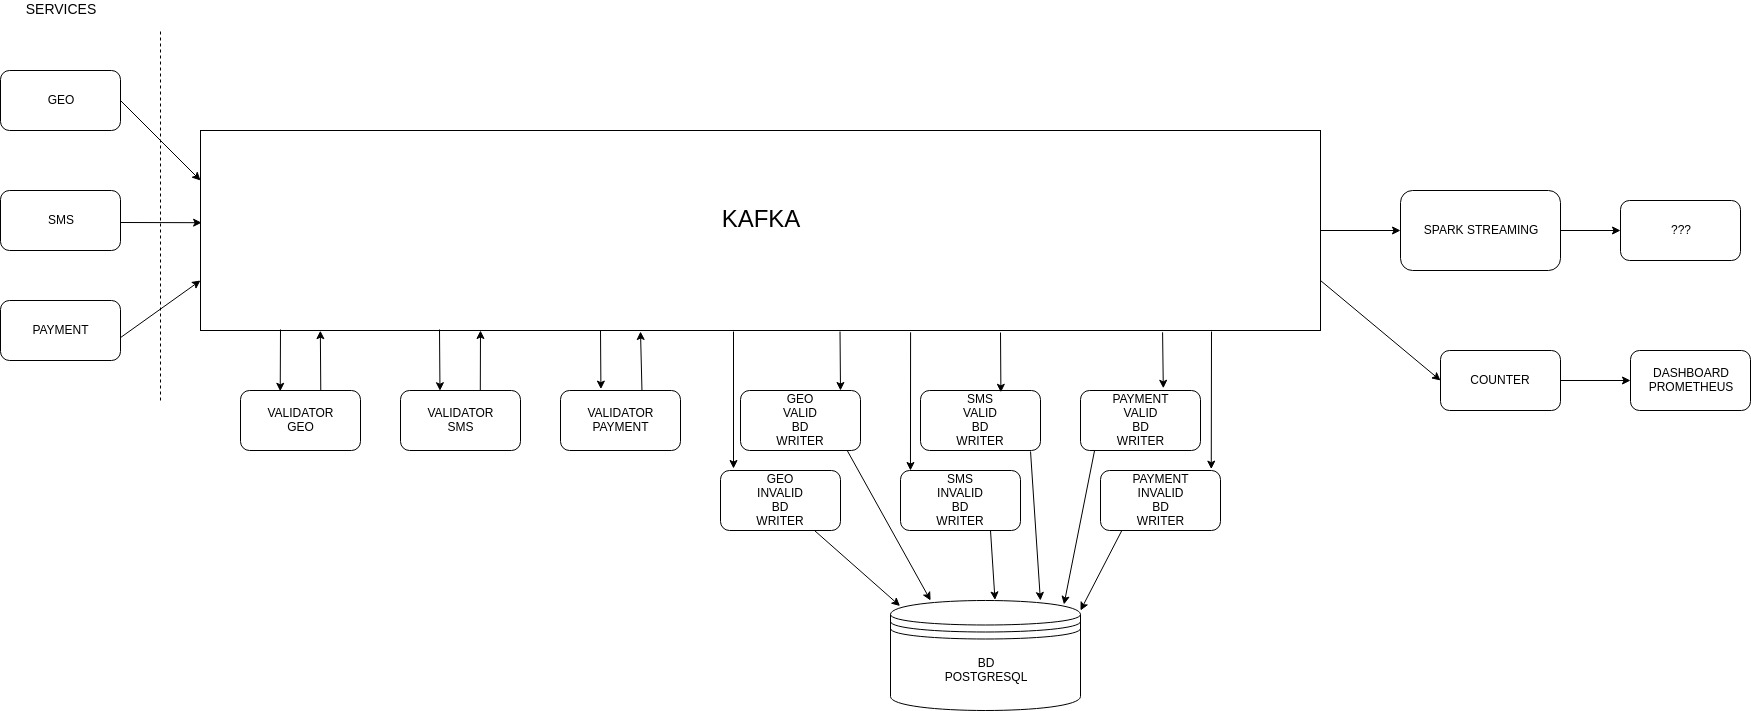 SERVICES
GEO
SMS
PAYMENT
KAFKA
SPARK STREAMING
???
COUNTER
DASHBOARD
PROMETHEUS
VALIDATOR
GEO
VALIDATOR
SMS
VALIDATOR
PAYMENT
GEO
VALID
BD
WRITER
SMS
VALID
BD
WRITER
PAYMENT
VALID
BD
WRITER
GEO
INVALID
BD
WRITER
SMS
INVALID
BD
WRITER
PAYMENT
INVALID
BD
WRITER
BD
POSTGRESQL